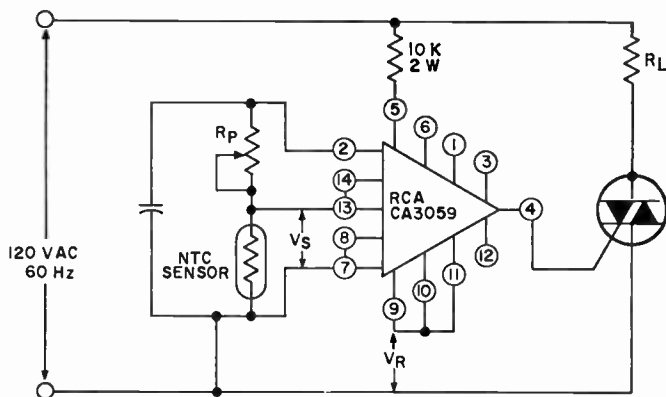 10 K
2 W
R_L
5
6
1
3
R_P
2
14
RCA
CA3059
13
4
V_S
8
120 VAC
60 Hz
NTC
SENSOR
7
12
11
10
9
V_R